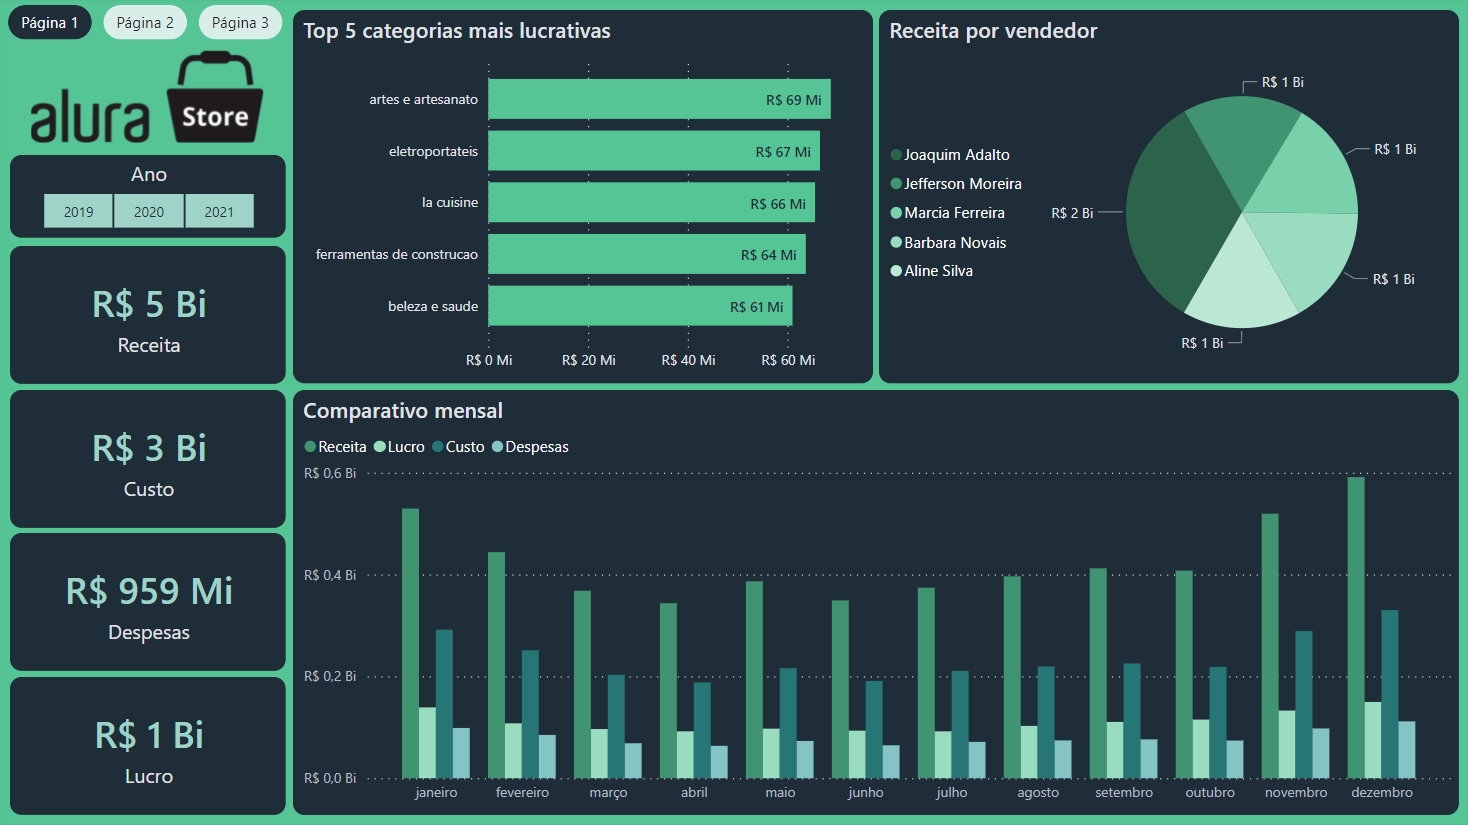 Página 1
Página 2
Página 3
alura
Store
Ano
2019
2020
2021
R$ 5 Bi
Receita
R$ 3 Bi
Custo
R$ 959 Mi
Despesas
R$ 1 Bi
Lucro
Top 5 categorias mais lucrativas
artes e artesanato
R$ 69 Mi
eletroportateis
R$ 67 Mi
la cuisine
R$ 66 Mi
ferramentas de construcao
R$ 64 Mi
beleza e saude
R$ 61 Mi
R$ 0 Mi
R$ 20 Mi
R$ 40 Mi
R$ 60 Mi
Receita por vendedor
Joaquim Adalto
Jefferson Moreira
Marcia Ferreira
Barbara Novais
Aline Silva
R$ 1 Bi
R$ 1 Bi
R$ 2 Bi
R$ 1 Bi
R$ 1 Bi
Comparativo mensal
Receita
Lucro
Custo
Despesas
R$ 0,6 Bi
R$ 0,4 Bi
R$ 0,2 Bi
R$ 0,0 Bi
janeiro
fevereiro
março
abril
maio
junho
julho
agosto
setembro
outubro
novembro
dezembro